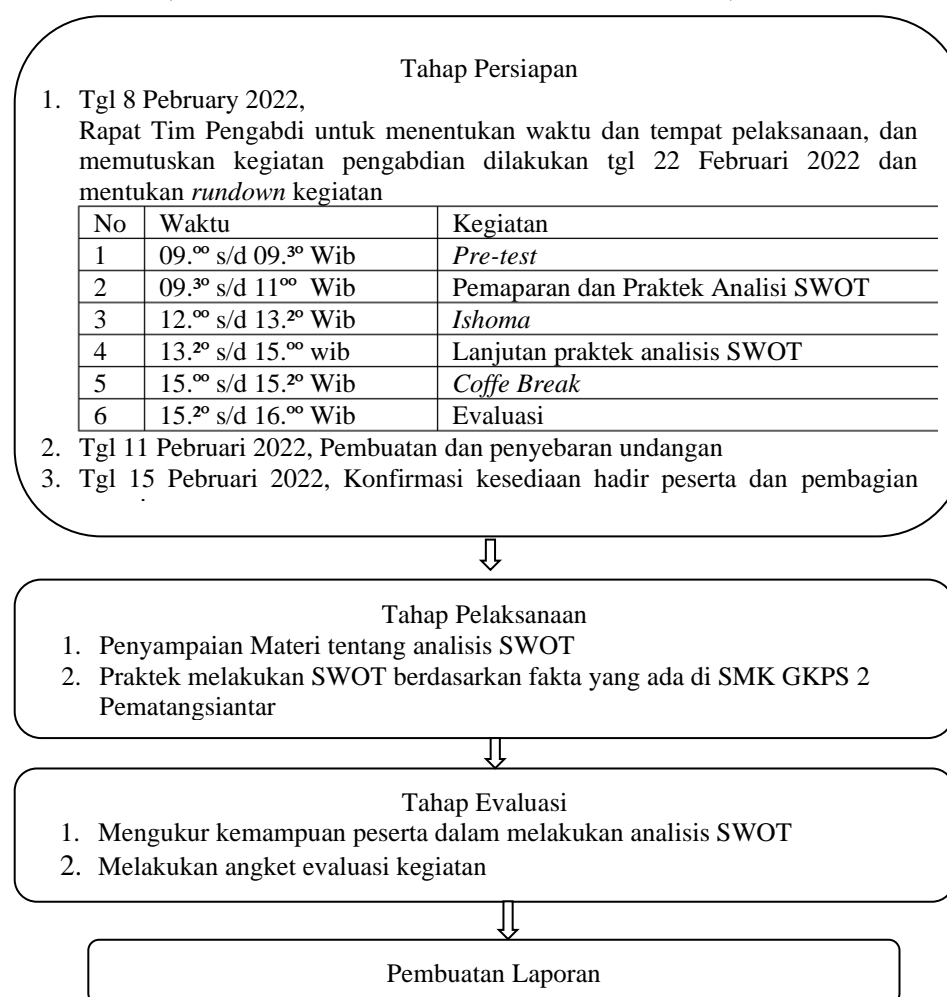 Tahap Persiapan
1. Tgl 8 Pebruary 2022,
Rapat Tim Pengabdi untuk menentukan waktu dan tempat pelaksanaan, dan
memutuskan kegiatan pengabdian dilakukan tgl 22 Februari 2022 dan
mentukan rundown kegiatan
No Waktu Kegiatan
1 09.ºº s/d 09.³º Wib Pre-test
2 09.³º s/d 11ºº Wib Pemaparan dan Praktek Analisi SWOT
3 12.ºº s/d 13.²º Wib Ishoma
4 13.²º s/d 15.ºº wib Lanjutan praktek analisis SWOT
5 15.ºº s/d 15.²º Wib Coffe Break
6 15.²º s/d 16.ºº Wib Evaluasi
2. Tgl 11 Pebruari 2022, Pembuatan dan penyebaran undangan
3. Tgl 15 Pebruari 2022, Konfirmasi kesediaan hadir peserta dan pembagian
Tahap Pelaksanaan
1. Penyampaian Materi tentang analisis SWOT
2. Praktek melakukan SWOT berdasarkan fakta yang ada di SMK GKPS 2
Pematangsiantar
Tahap Evaluasi
1. Mengukur kemampuan peserta dalam melakukan analisis SWOT
2. Melakukan angket evaluasi kegiatan
Pembuatan Laporan